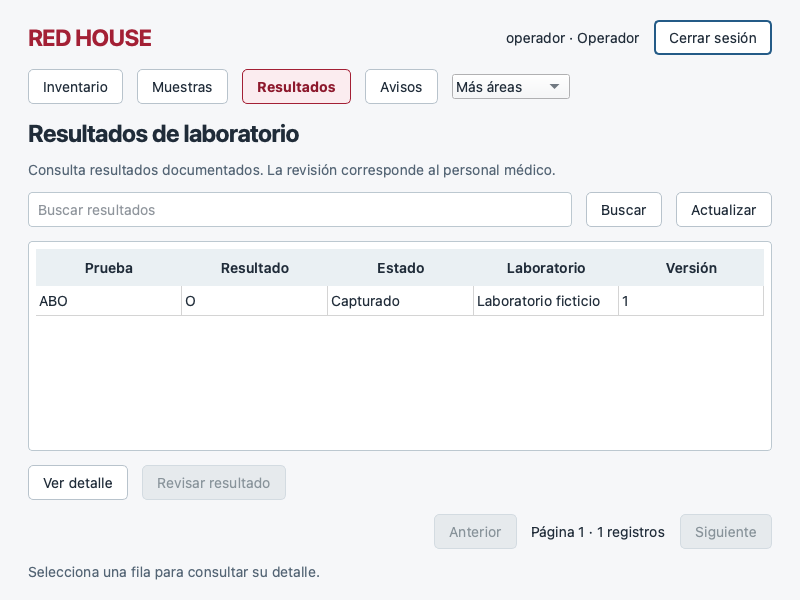 RED HOUSE
operador · Operador
Cerrar sesión
Inventario
Muestras
Resultados
Avisos
Más áreas
Resultados de laboratorio
Consulta resultados documentados. La revisión corresponde al personal médico.
Buscar resultados
Buscar
Actualizar
Prueba Resultado Estado Laboratorio Versión
ABO O Capturado Laboratorio ficticio 1
Ver detalle
Revisar resultado
Anterior
Página 1 · 1 registros
Siguiente
Selecciona una fila para consultar su detalle.